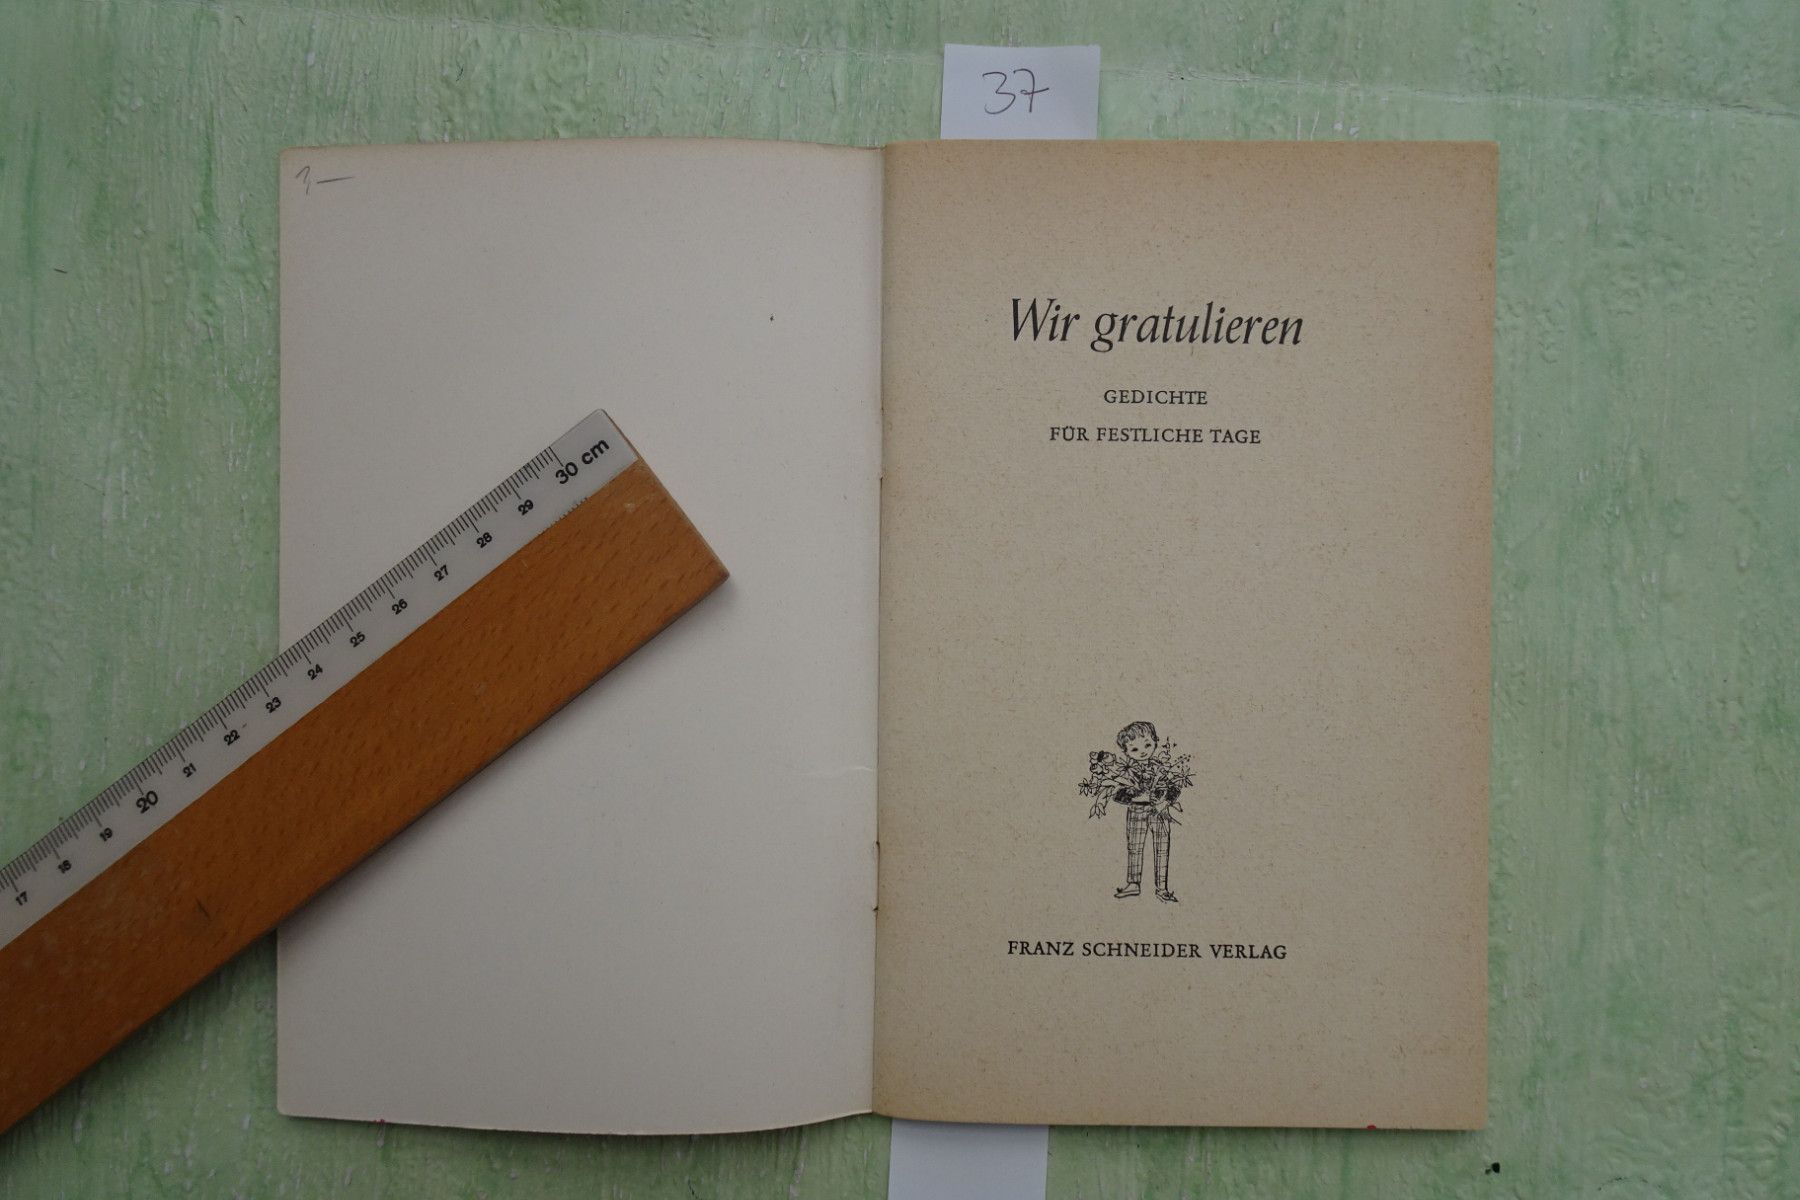 37
3—
Wir gratulieren
GEDICHTE
FÜR FESTLICHE TAGE
FRANZ SCHNEIDER VERLAG
17 18 19 20 21 22 23 24 25 26 27 28 29 30 cm